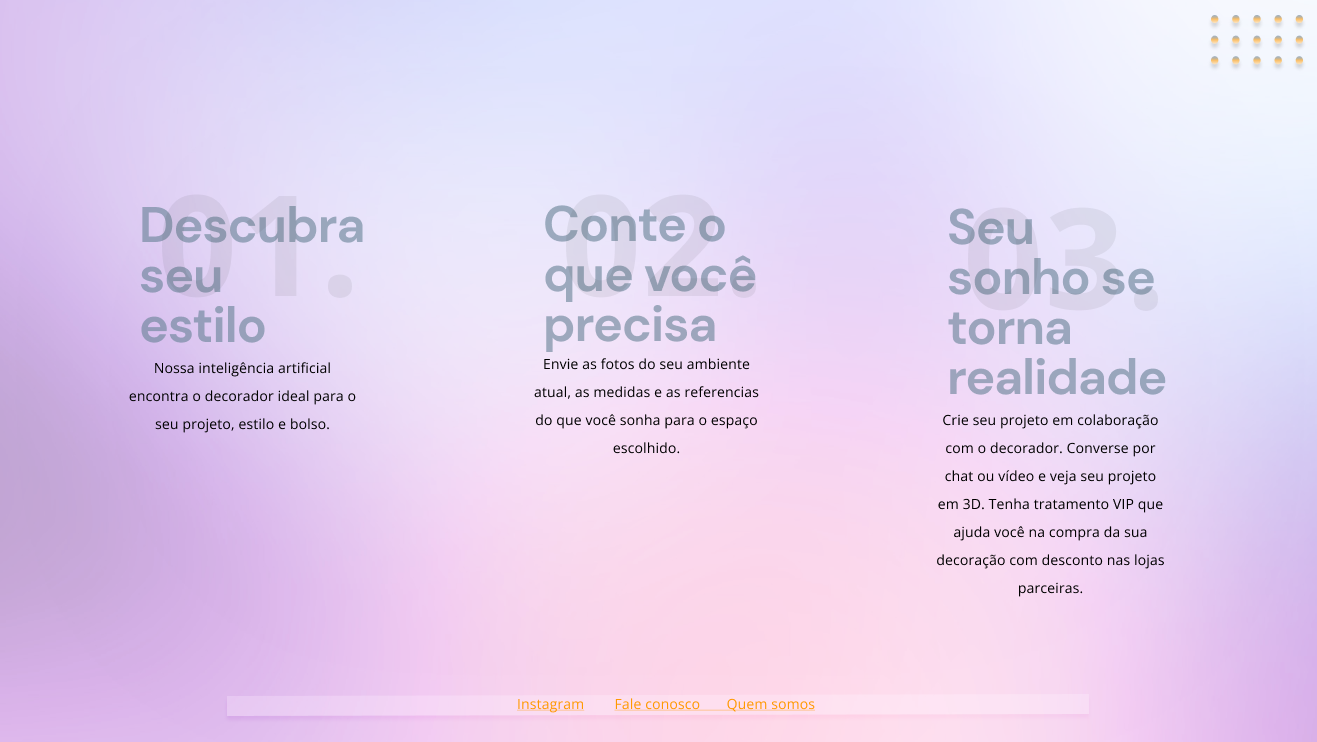 01.
Descubra
seu
estilo
Nossa inteligência artificial
encontra o decorador ideal para o
seu projeto, estilo e bolso.
02.
Conte o
que você
precisa
Envie as fotos do seu ambiente
atual, as medidas e as referencias
do que você sonha para o espaço
escolhido.
03.
Seu
sonho se
torna
realidade
Crie seu projeto em colaboração
com o decorador. Converse por
chat ou vídeo e veja seu projeto
em 3D. Tenha tratamento VIP que
ajuda você na compra da sua
decoração com desconto nas lojas
parceiras.
Instagram Fale conosco Quem somos